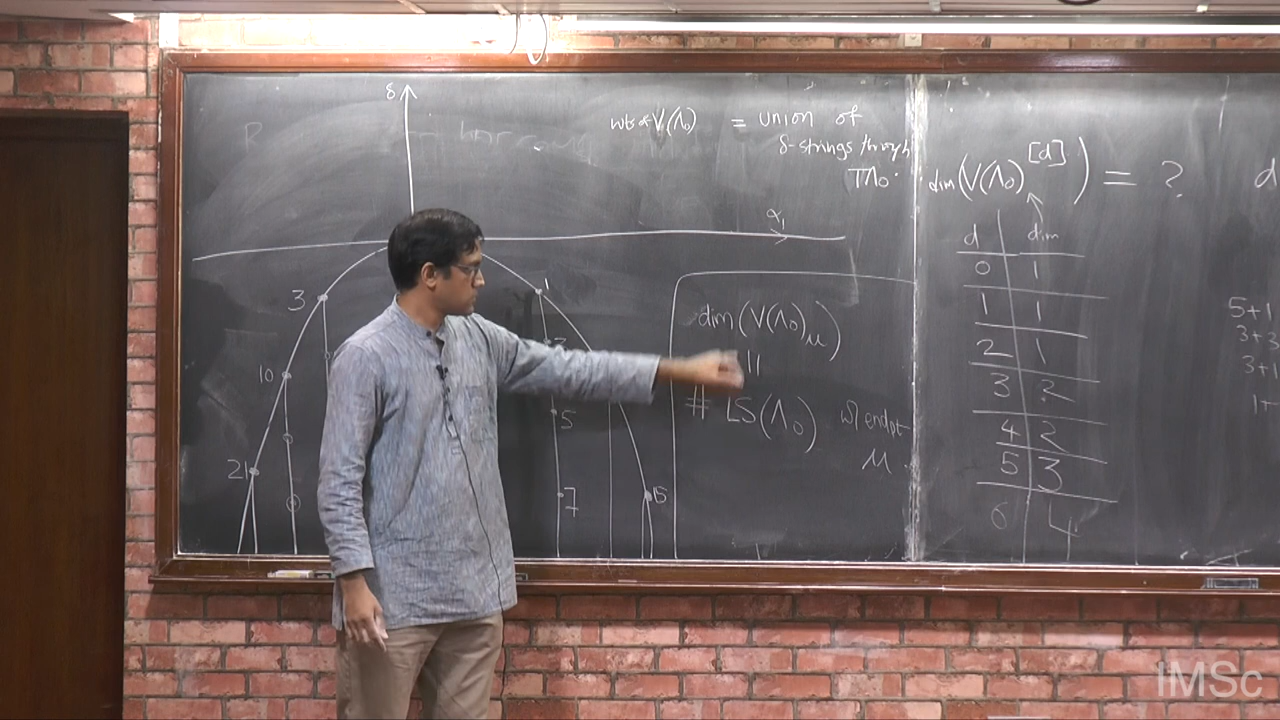 δ
wts of V(Λ₀) = union of
δ-strings through
TΛ₀.
α₁
3
10
21
1
5
7
15
dim(V(Λ₀)_μ)
||
# LS(Λ₀) w/ endpt
μ.
dim(V(Λ₀)^[d]) = ?
d dim
0 1
1 1
2 1
3 2
4 2
5 3
6 4
d
5+1
3+3
3+1
1+
IMSc